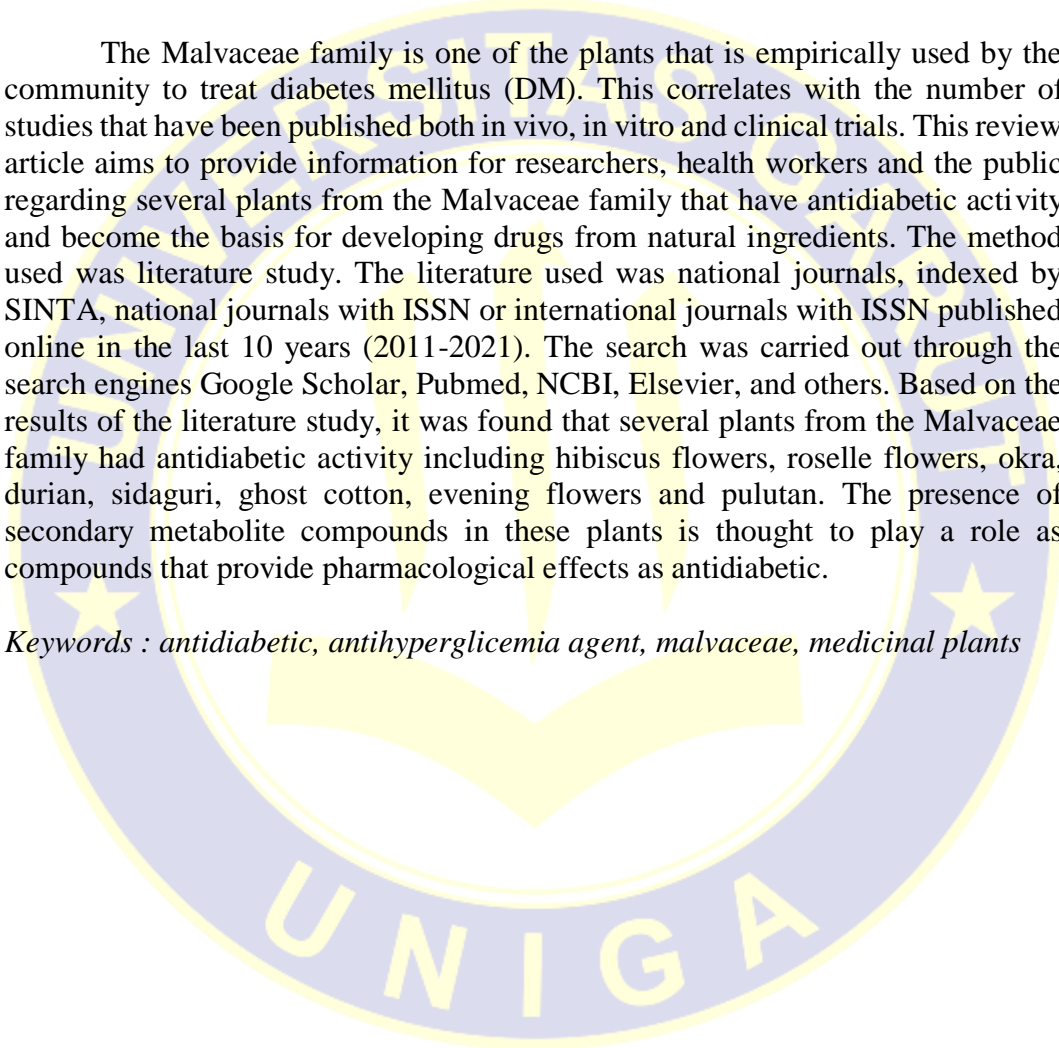 The Malvaceae family is one of the plants that is empirically used by the
community to treat diabetes mellitus (DM). This correlates with the number of
studies that have been published both in vivo, in vitro and clinical trials. This review
article aims to provide information for researchers, health workers and the public
regarding several plants from the Malvaceae family that have antidiabetic activity
and become the basis for developing drugs from natural ingredients. The method
used was literature study. The literature used was national journals, indexed by
SINTA, national journals with ISSN or international journals with ISSN published
online in the last 10 years (2011-2021). The search was carried out through the
search engines Google Scholar, Pubmed, NCBI, Elsevier, and others. Based on the
results of the literature study, it was found that several plants from the Malvaceae
family had antidiabetic activity including hibiscus flowers, roselle flowers, okra,
durian, sidaguri, ghost cotton, evening flowers and pulutan. The presence of
secondary metabolite compounds in these plants is thought to play a role as
compounds that provide pharmacological effects as antidiabetic.
Keywords : antidiabetic, antihyperglicemia agent, malvaceae, medicinal plants
UNIVERSITAS GARUT
UNIGA